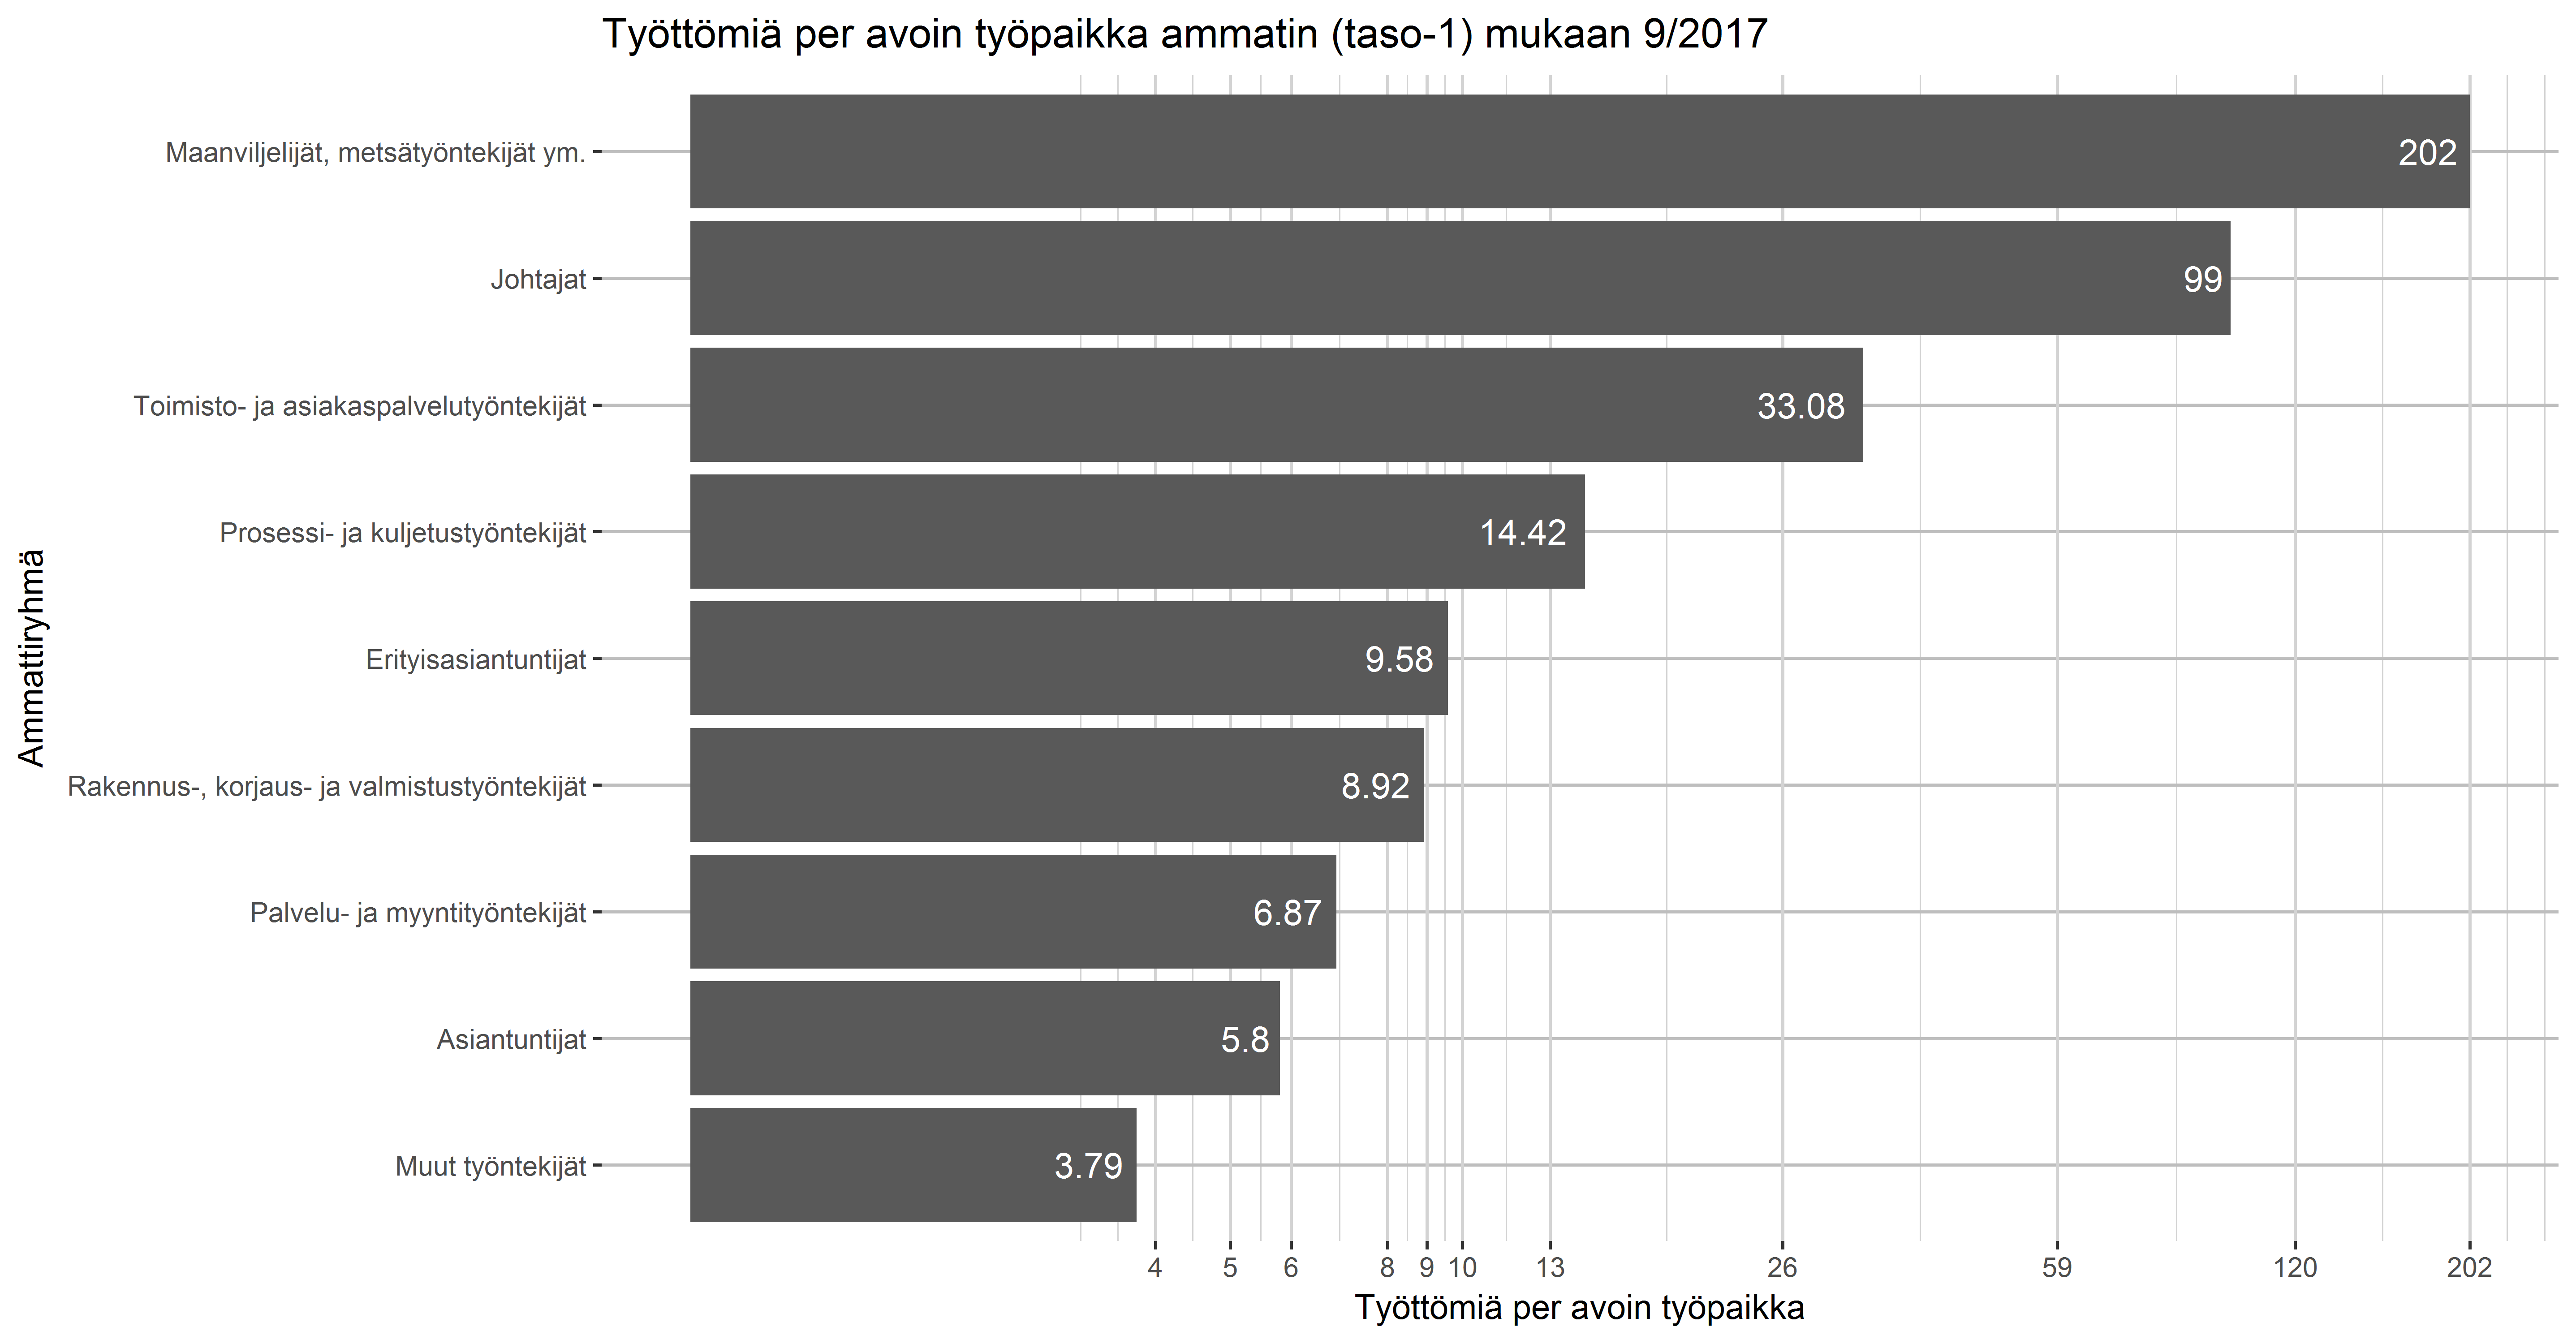 Työttömiä per avoin työpaikka ammatin (taso-1) mukaan 9/2017
Ammattiryhmä
Maanviljelijät, metsätyöntekijät ym.
202
Johtajat
99
Toimisto- ja asiakaspalvelutyöntekijät
33.08
Prosessi- ja kuljetustyöntekijät
14.42
Erityisasiantuntijat
9.58
Rakennus-, korjaus- ja valmistustyöntekijät
8.92
Palvelu- ja myyntityöntekijät
6.87
Asiantuntijat
5.8
Muut työntekijät
3.79
4 5 6 8 9 10 13 26 59 120 202
Työttömiä per avoin työpaikka